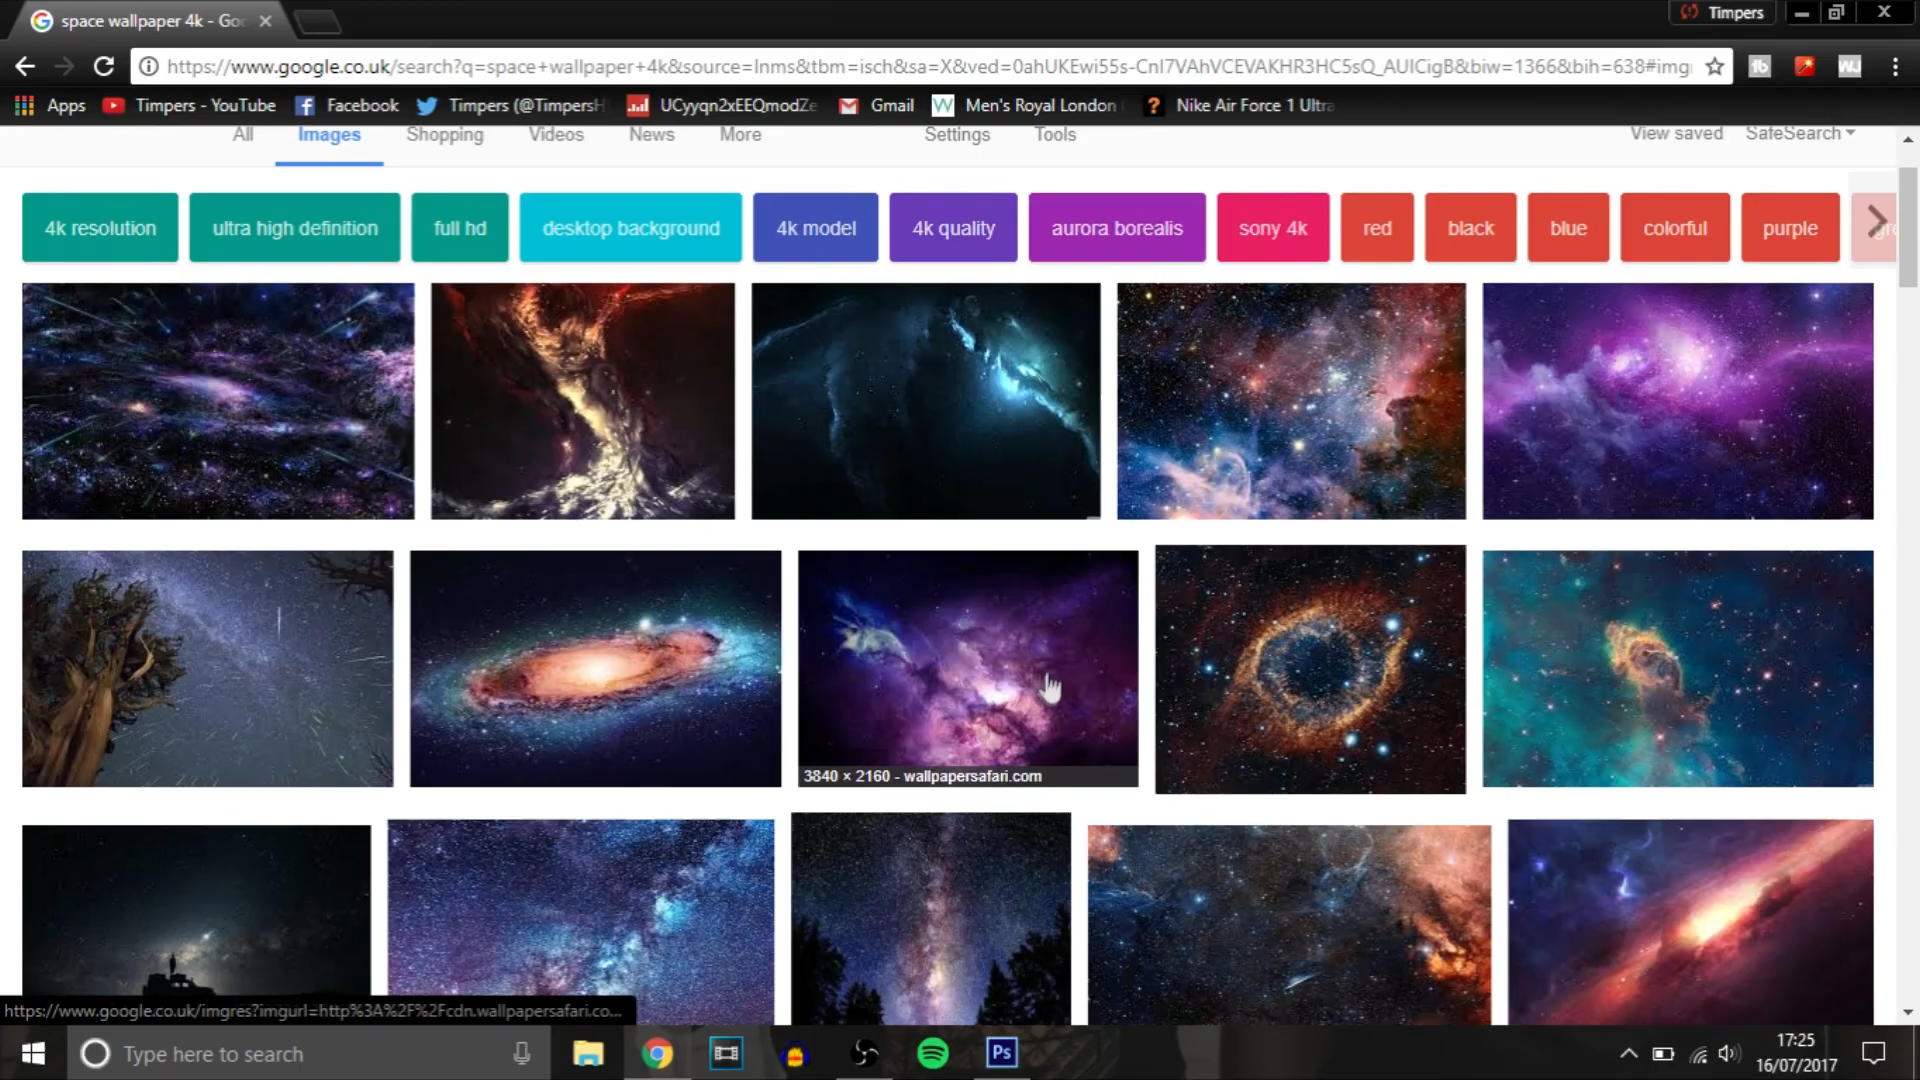 space wallpaper 4k - Goo
Timpers
https://www.google.co.uk/search?q=space+wallpaper+4k&source=lnms&tbm=isch&sa=X&ved=0ahUKEwi55s-CnI7VAhVCEVAKHR3HC5sQ_AUICigB&biw=1366&bih=638#img
Apps Timpers - YouTube Facebook Timpers (@TimpersH UCyyqn2xEEQmodZe Gmail Men's Royal London Nike Air Force 1 Ultra
All Images Shopping Videos News More Settings Tools View saved SafeSearch
4k resolution ultra high definition full hd desktop background 4k model 4k quality aurora borealis sony 4k red black blue colorful purple
3840 × 2160 - wallpapersafari.com
https://www.google.co.uk/imgres?imgurl=http%3A%2F%2Fcdn.wallpapersafari.co...
Type here to search
Ps
17:25
16/07/2017